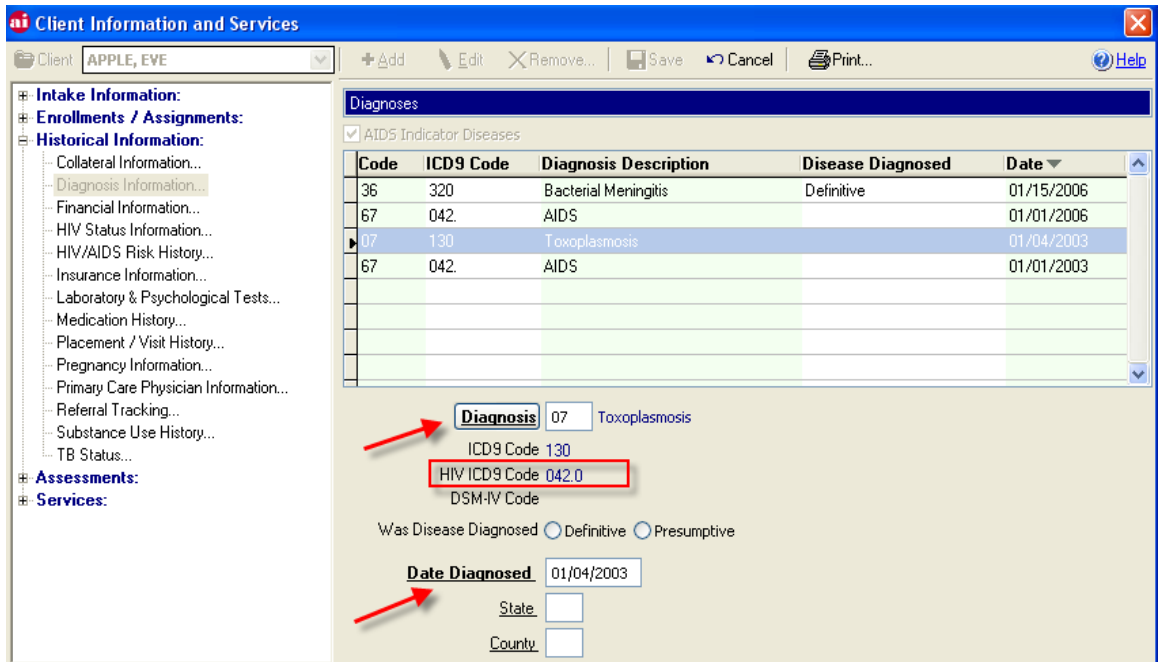 ai Client Information and Services
Client APPLE, EVE Add Edit Remove... Save Cancel Print... Help
Intake Information:
Enrollments / Assignments:
Historical Information:
Collateral Information...
Diagnosis Information...
Financial Information...
HIV Status Information...
HIV/AIDS Risk History...
Insurance Information...
Laboratory & Psychological Tests...
Medication History...
Placement / Visit History...
Pregnancy Information...
Primary Care Physician Information...
Referral Tracking...
Substance Use History...
TB Status...
Assessments:
Services:
Diagnoses
AIDS Indicator Diseases
Code ICD9 Code Diagnosis Description Disease Diagnosed Date
36 320 Bacterial Meningitis Definitive 01/15/2006
67 042. AIDS 01/01/2006
07 130 Toxoplasmosis 01/04/2003
67 042. AIDS 01/01/2003
Diagnosis 07 Toxoplasmosis
ICD9 Code 130
HIV ICD9 Code 042.0
DSM-IV Code
Was Disease Diagnosed Definitive Presumptive
Date Diagnosed 01/04/2003
State
County